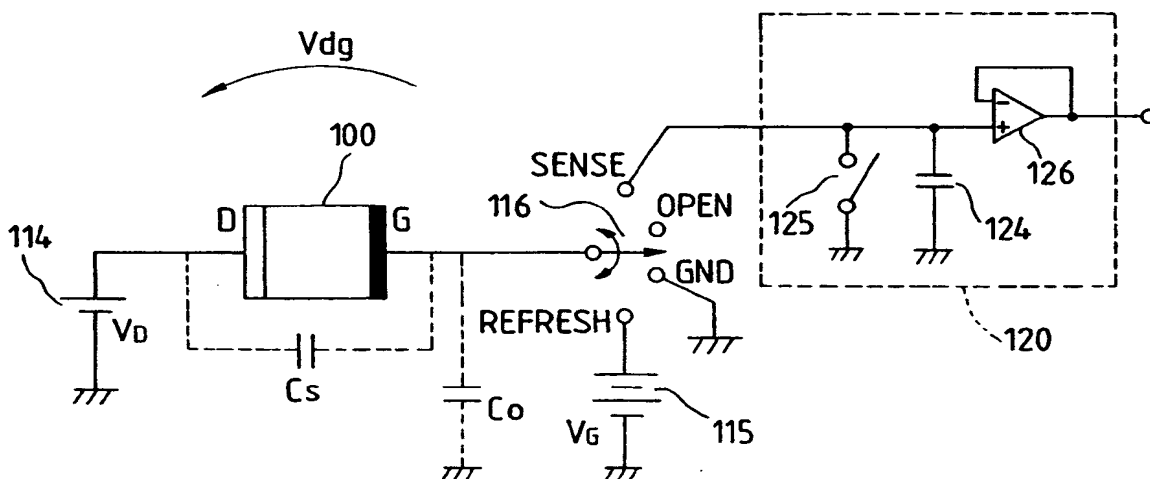 Vdg
100
SENSE
126
D
G
116
OPEN
125
124
114
GND
VD
REFRESH
120
Cs
Co
VG
115
- +